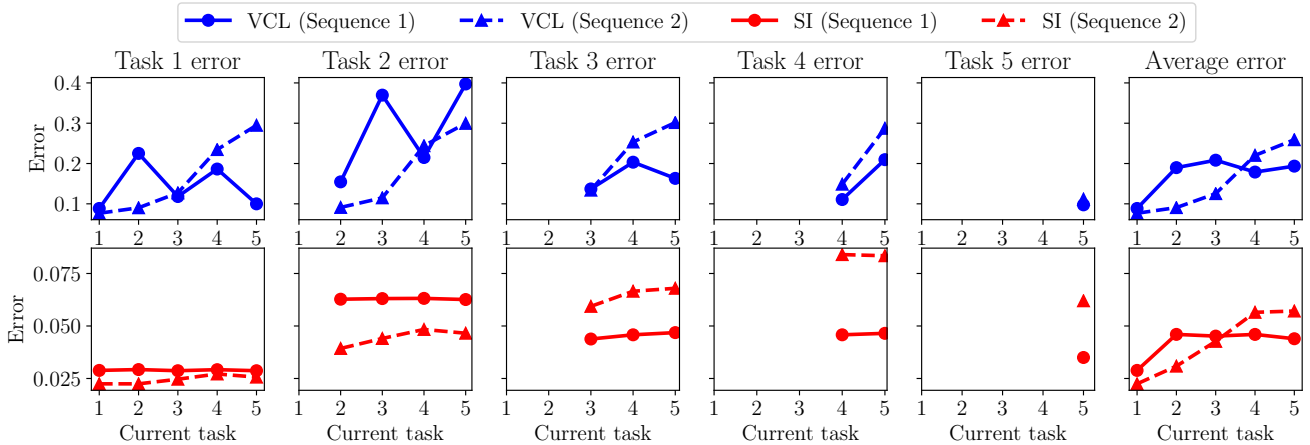 VCL (Sequence 1) VCL (Sequence 2) SI (Sequence 1) SI (Sequence 2)
Task 1 error Task 2 error Task 3 error Task 4 error Task 5 error Average error
Error
0.4
0.3
0.2
0.1
1 2 3 4 5 1 2 3 4 5 1 2 3 4 5 1 2 3 4 5 1 2 3 4 5 1 2 3 4 5
Error
0.075
0.050
0.025
1 2 3 4 5 1 2 3 4 5 1 2 3 4 5 1 2 3 4 5 1 2 3 4 5 1 2 3 4 5
Current task Current task Current task Current task Current task Current task